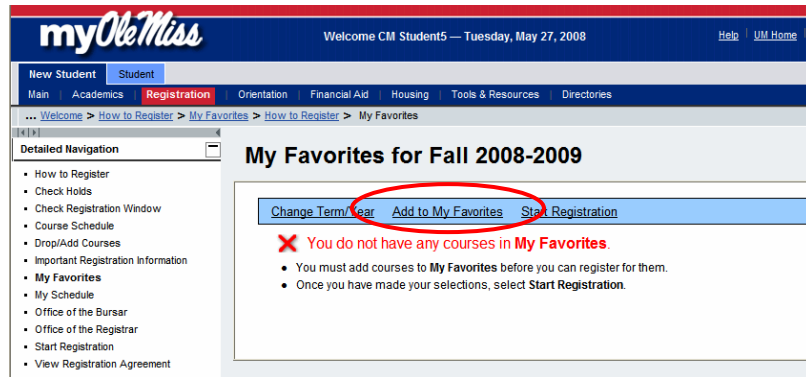 myOleMiss
Welcome CM Student5 — Tuesday, May 27, 2008
Help | UM Home |
New Student Student
Main | Academics | Registration | Orientation | Financial Aid | Housing | Tools & Resources | Directories
... Welcome > How to Register > My Favorites > How to Register > My Favorites
Detailed Navigation
How to Register
Check Holds
Check Registration Window
Course Schedule
Drop/Add Courses
Important Registration Information
My Favorites
My Schedule
Office of the Bursar
Office of the Registrar
Start Registration
View Registration Agreement
My Favorites for Fall 2008-2009
Change Term/Year Add to My Favorites Start Registration
You do not have any courses in My Favorites.
You must add courses to My Favorites before you can register for them.
Once you have made your selections, select Start Registration.